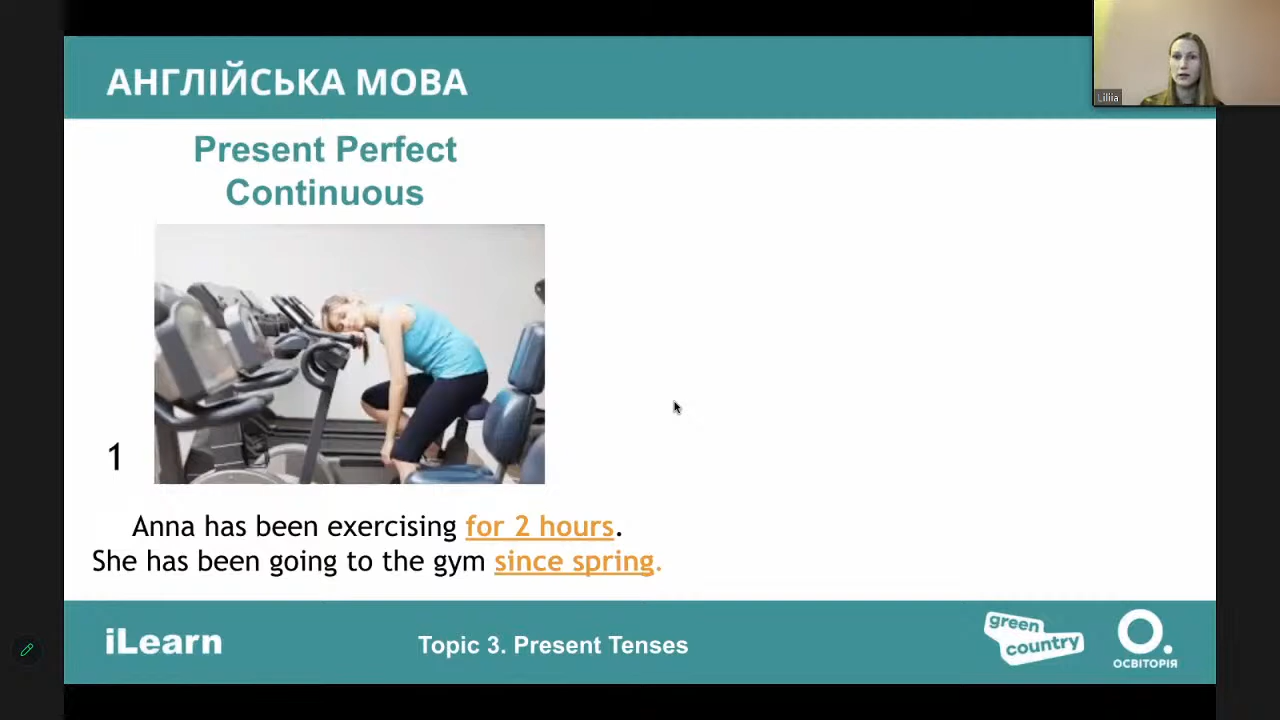 АНГЛІЙСЬКА МОВА
Liliia
Present Perfect
Continuous
1
Anna has been exercising for 2 hours.
She has been going to the gym since spring.
iLearn
Topic 3. Present Tenses
green
country
ОСВІТОРІЯ